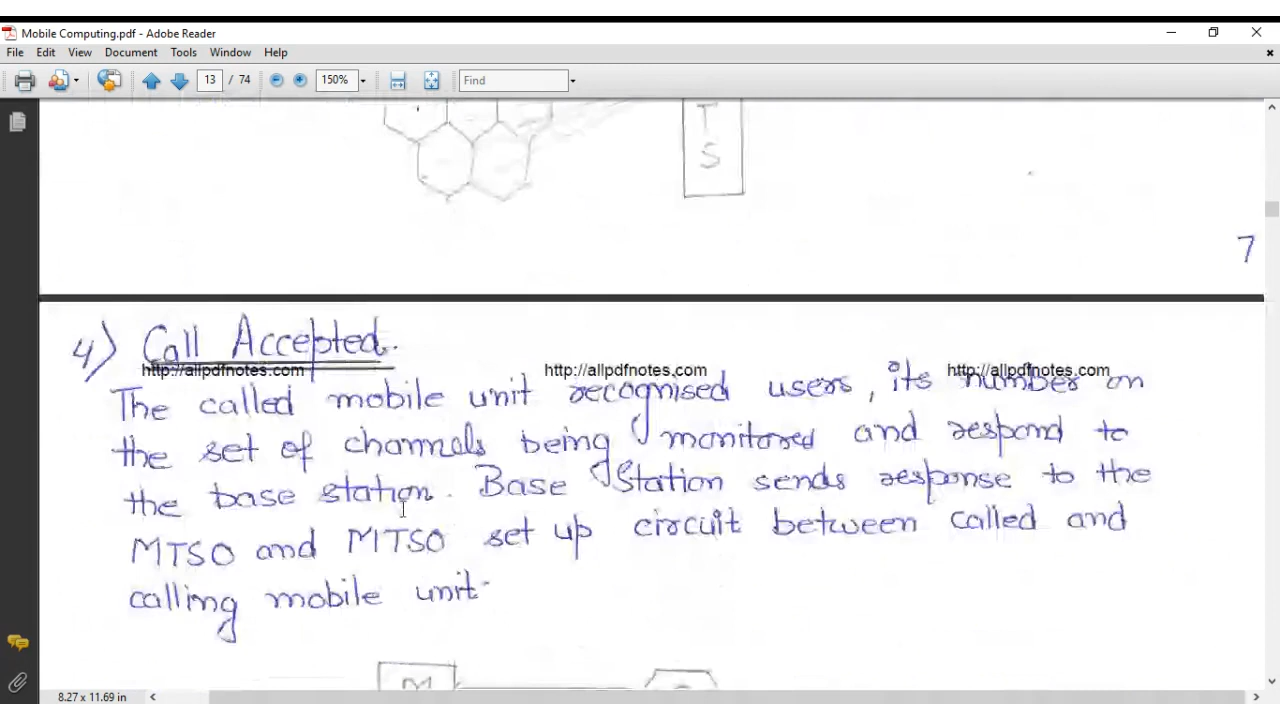 Mobile Computing.pdf - Adobe Reader
File Edit View Document Tools Window Help
13 / 74 150% Find
T
S
7
4) Call Accepted.
http://allpdfnotes.com http://allpdfnotes.com http://allpdfnotes.com
The called mobile unit recognised users, its number on
the set of channels being monitored and respond to
the base station. Base Station sends response to the
MTSO and MTSO set up circuit between called and
calling mobile unit
M
8.27 x 11.69 in